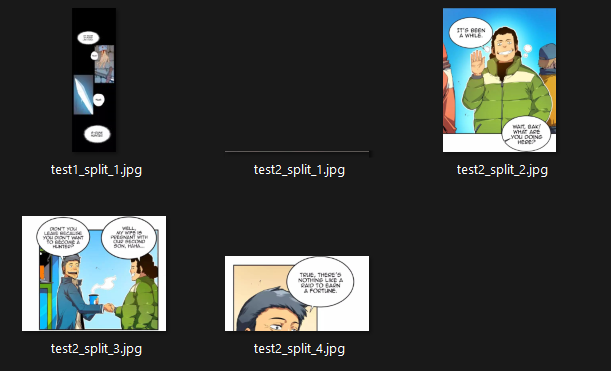 test1_split_1.jpg
test2_split_1.jpg
IT'S BEEN
A WHILE.
WAIT, BAK!
WHAT ARE
YOU DOING
HERE?
test2_split_2.jpg
DIDN'T YOU
LEAVE BECAUSE
YOU DIDN'T WANT
TO BECOME A
HUNTER?
WELL,
MY WIFE IS
PREGNANT WITH
OUR SECOND
SON, HAHA...
test2_split_3.jpg
TRUE, THERE'S
NOTHING LIKE A
RAID TO EARN
A FORTUNE.
test2_split_4.jpg